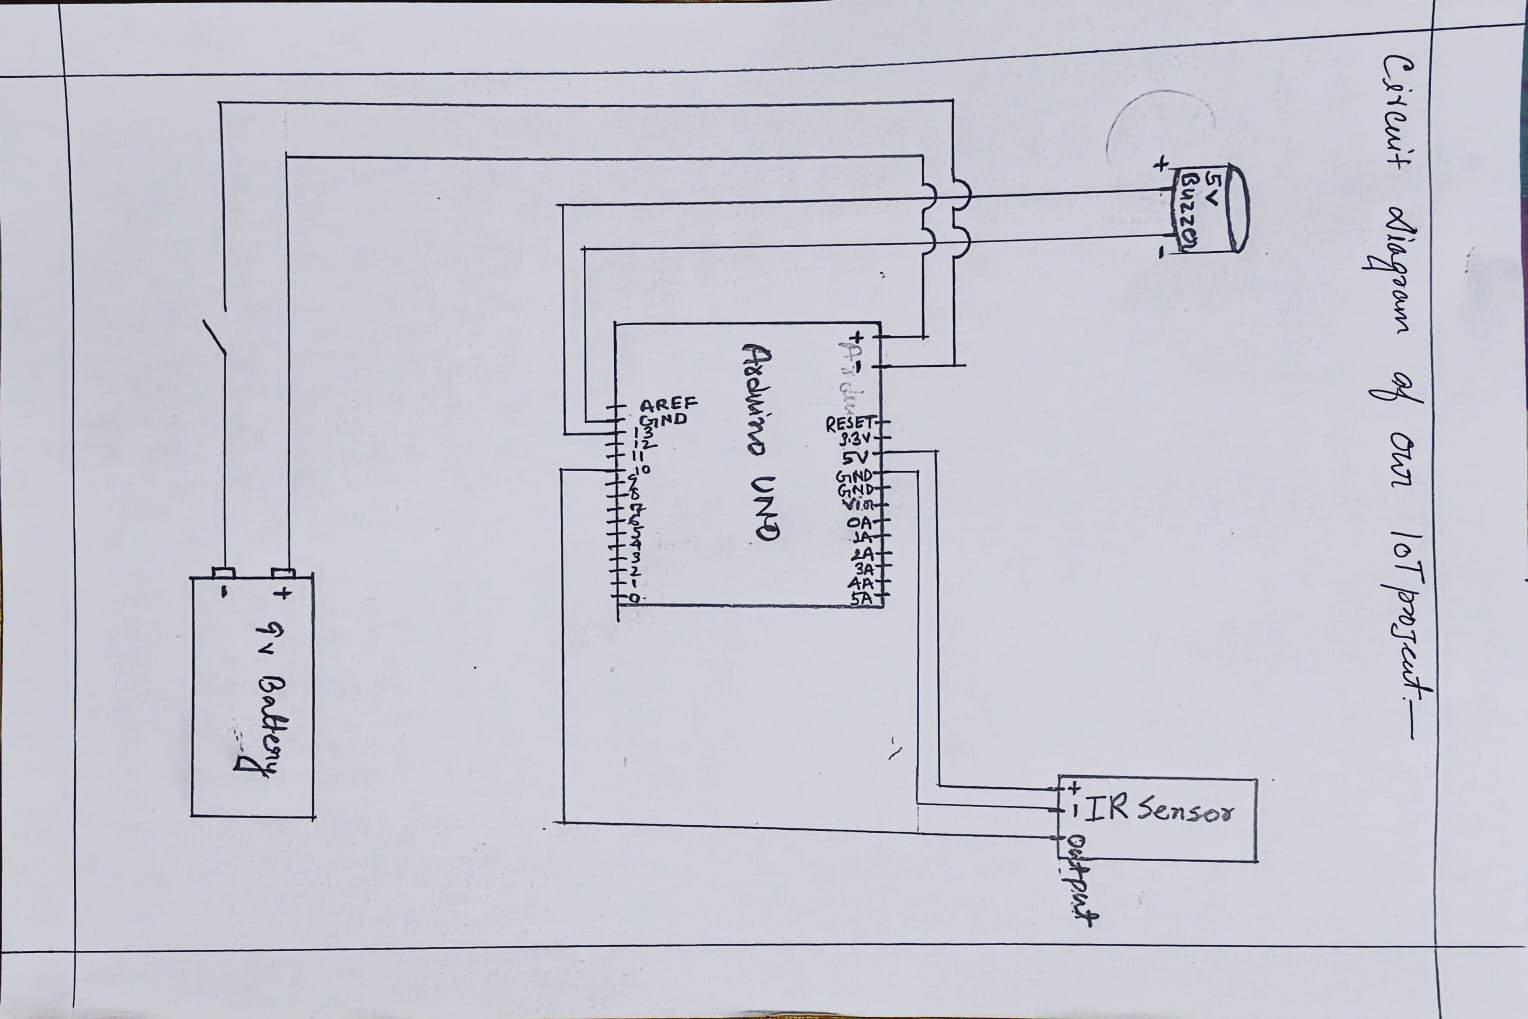 Circuit diagram of our IoT project:-
+
5v
Buzzer
-
+
-
Arduino UNO
RESET
3.3V
5V
GND
GND
Vin
0A
1A
2A
3A
4A
5A
AREF
GND
13
12
11
10
9
8
7
6
5
4
3
2
1
0
+
-
Output
IR Sensor
+
-
9v Battery